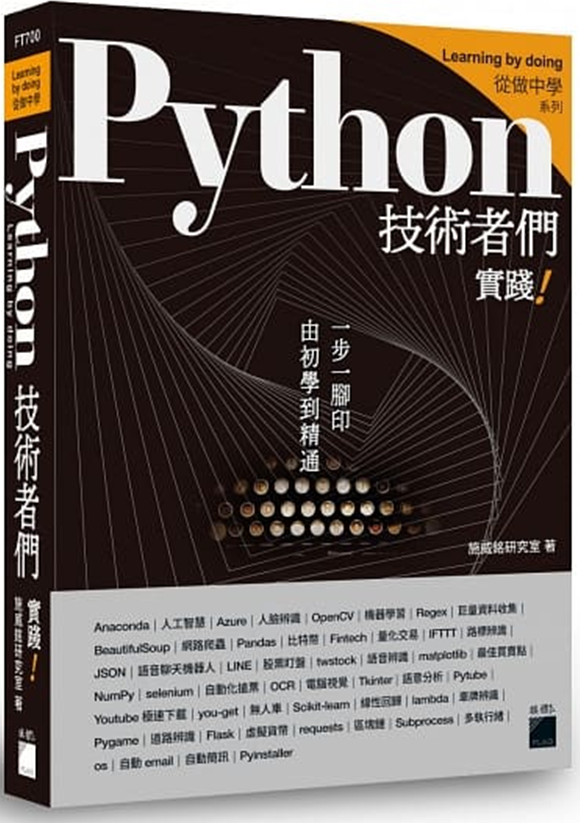 FT700
Learning
by doing
從做中學
Python
Learning by doing
技術者們
實踐!
施威銘研究室 著
旗標
FLAG
Learning by doing
從做中學
系列
Python
技術者們
實踐!
一步一腳印
由初學到精通
施威銘研究室 著
Anaconda｜人工智慧｜Azure｜人臉辨識｜OpenCV｜機器學習｜Regex｜巨量資料收集｜
BeautifulSoup｜網路爬蟲｜Pandas｜比特幣｜Fintech｜量化交易｜IFTTT｜路標辨識｜
JSON｜語音聊天機器人｜LINE｜股票盯盤｜twstock｜語音辨識｜matplotlib｜最佳買賣點｜
NumPy｜selenium｜自動化搶票｜OCR｜電腦視覺｜Tkinter｜語意分析｜Pytube｜
Youtube 極速下載｜you-get｜無人車｜Scikit-learn｜線性回歸｜lambda｜車牌辨識｜
Pygame｜道路辨識｜Flask｜虛擬貨幣｜requests｜區塊鏈｜Subprocess｜多執行緒｜
os｜自動 email｜自動簡訊｜Pyinstaller
旗標
FLAG